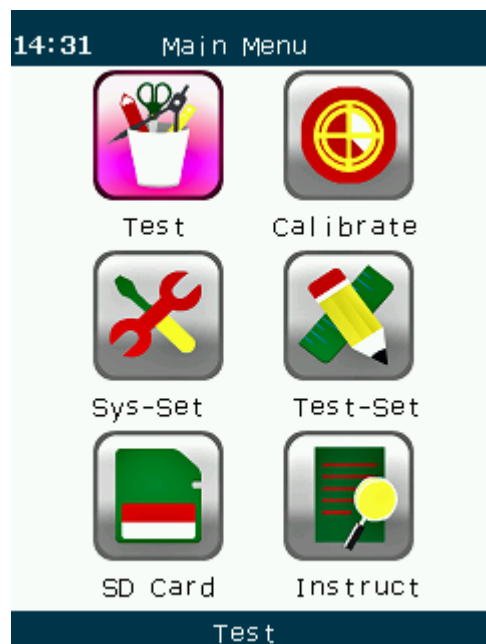 14:31 Main Menu
Test Calibrate
Sys-Set Test-Set
SD Card Instruct
Test